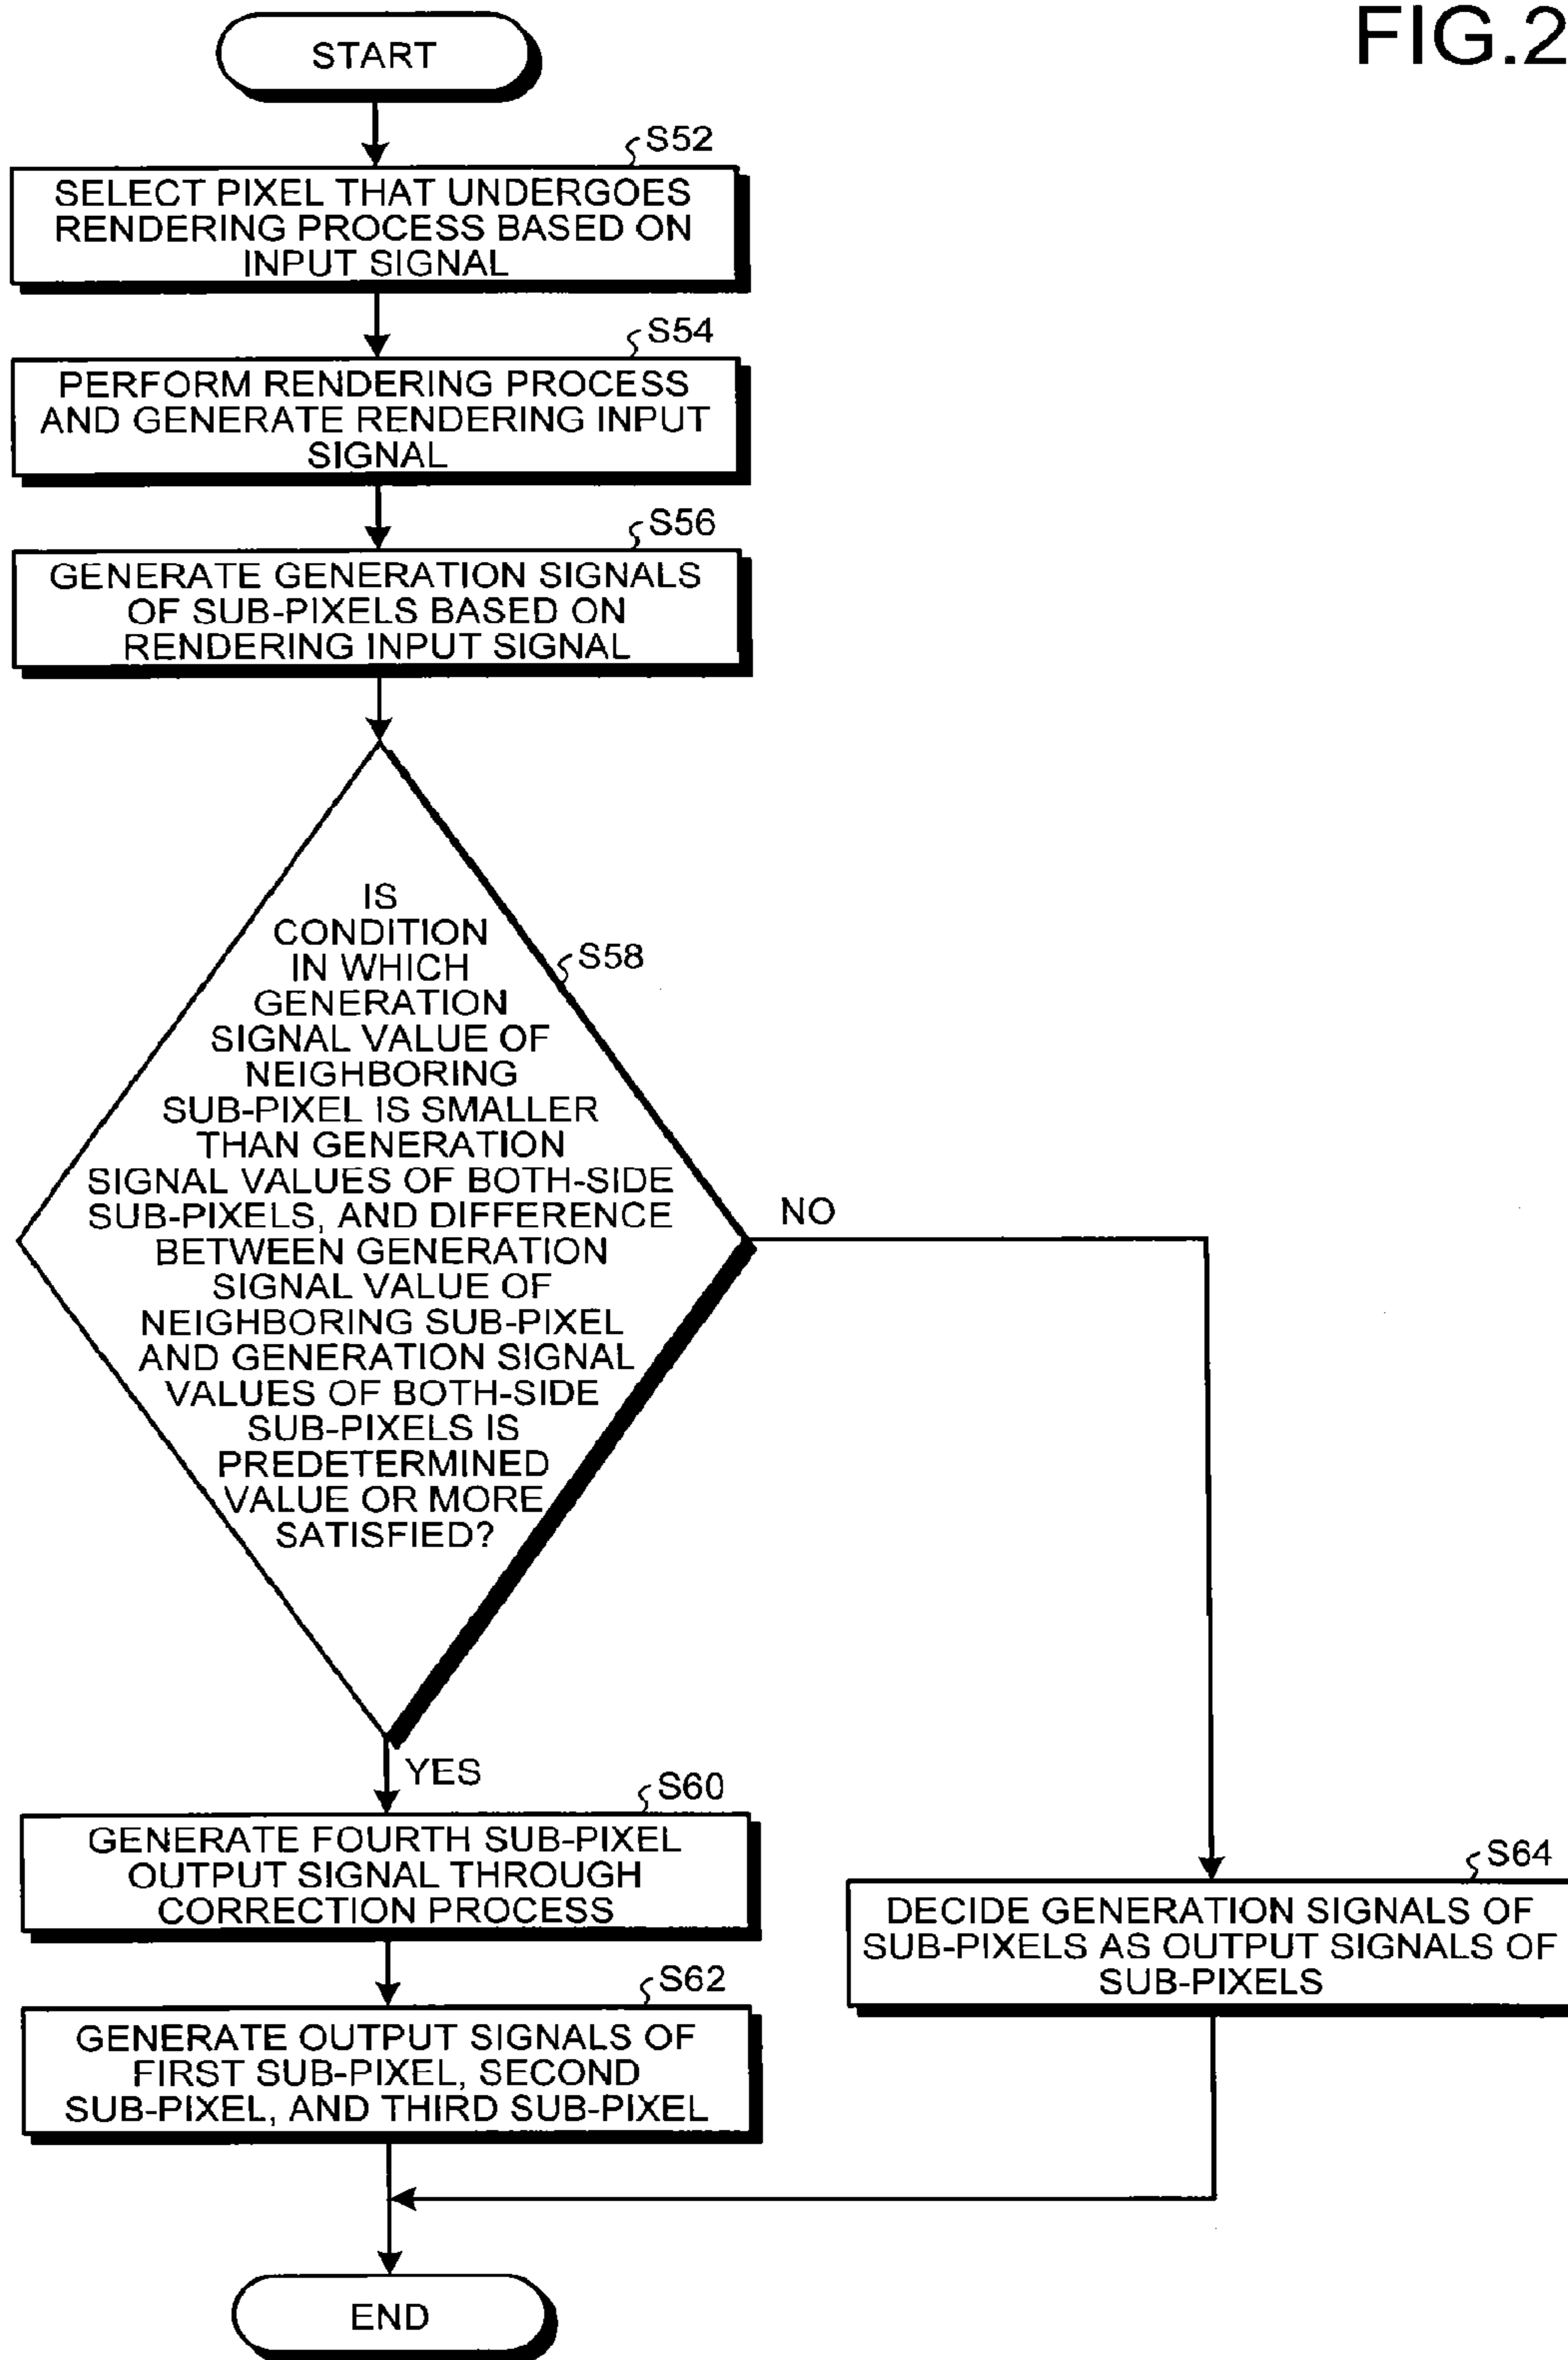 FIG.2
START
S52
SELECT PIXEL THAT UNDERGOES
RENDERING PROCESS BASED ON
INPUT SIGNAL
S54
PERFORM RENDERING PROCESS
AND GENERATE RENDERING INPUT
SIGNAL
S56
GENERATE GENERATION SIGNALS
OF SUB-PIXELS BASED ON
RENDERING INPUT SIGNAL
IS
CONDITION
IN WHICH
S58
GENERATION
SIGNAL VALUE OF
NEIGHBORING
SUB-PIXEL IS SMALLER
THAN GENERATION
SIGNAL VALUES OF BOTH-SIDE
SUB-PIXELS, AND DIFFERENCE
BETWEEN GENERATION
SIGNAL VALUE OF
NEIGHBORING SUB-PIXEL
AND GENERATION SIGNAL
VALUES OF BOTH-SIDE
SUB-PIXELS IS
PREDETERMINED
VALUE OR MORE
SATISFIED?
NO
YES
S60
GENERATE FOURTH SUB-PIXEL
OUTPUT SIGNAL THROUGH
CORRECTION PROCESS
S62
GENERATE OUTPUT SIGNALS OF
FIRST SUB-PIXEL, SECOND
SUB-PIXEL, AND THIRD SUB-PIXEL
S64
DECIDE GENERATION SIGNALS OF
SUB-PIXELS AS OUTPUT SIGNALS OF
SUB-PIXELS
END